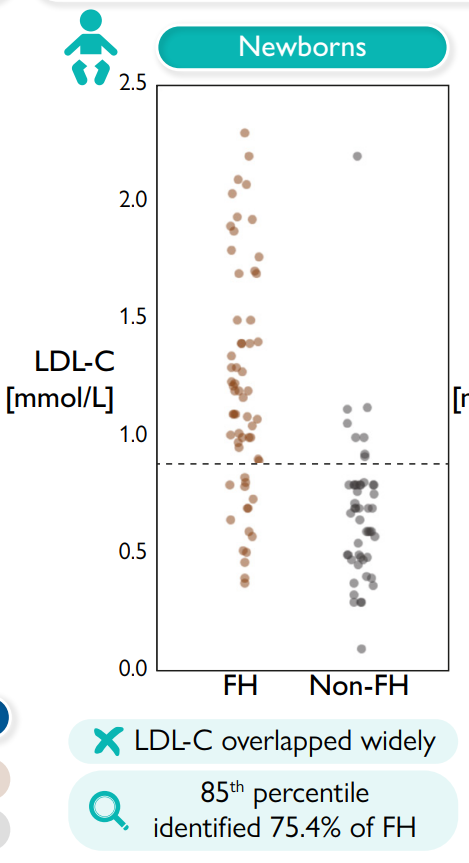 Newborns
2.5
2.0
1.5
LDL-C
[mmol/L]
1.0
0.5
0.0
FH Non-FH
LDL-C overlapped widely
85th percentile
identified 75.4% of FH